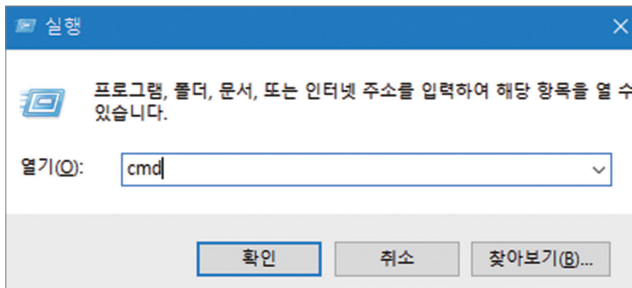 실행
프로그램, 폴더, 문서, 또는 인터넷 주소를 입력하여 해당 항목을 열 수
있습니다.
열기(O): cmd
확인 취소 찾아보기(B)...